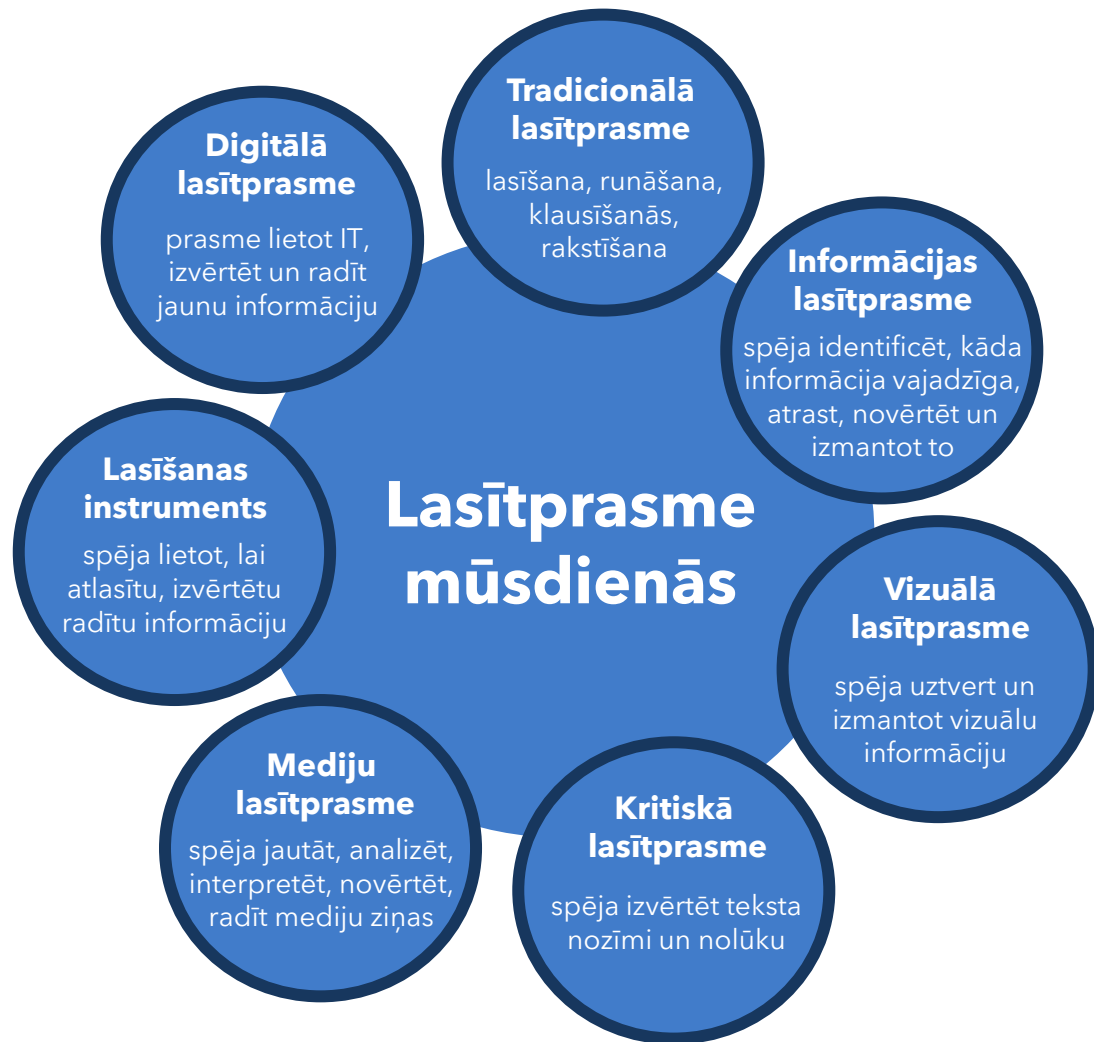 Tradicionālā
lasītprasme
lasīšana, runāšana,
klausīšanās,
rakstīšana
Informācijas
lasītprasme
spēja identificēt, kāda
informācija vajadzīga,
atrast, novērtēt un
izmantot to
Vizuālā
lasītprasme
spēja uztvert un
izmantot vizuālu
informāciju
Kritiskā
lasītprasme
spēja izvērtēt teksta
nozīmi un nolūku
Mediju
lasītprasme
spēja jautāt, analizēt,
interpretēt, novērtēt,
radīt mediju ziņas
Lasīšanas
instruments
spēja lietot, lai
atlasītu, izvērtētu
radītu informāciju
Digitālā
lasītprasme
prasme lietot IT,
izvērtēt un radīt
jaunu informāciju
Lasītprasme
mūsdienās